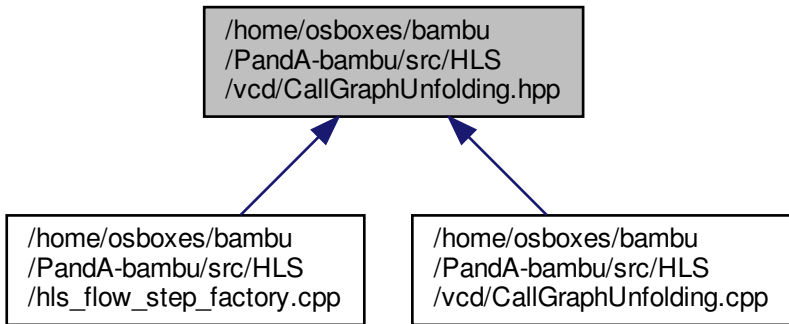 /home/osboxes/bambu
/PandA-bambu/src/HLS
/vcd/CallGraphUnfolding.hpp
/home/osboxes/bambu
/PandA-bambu/src/HLS
/hls_flow_step_factory.cpp
/home/osboxes/bambu
/PandA-bambu/src/HLS
/vcd/CallGraphUnfolding.cpp